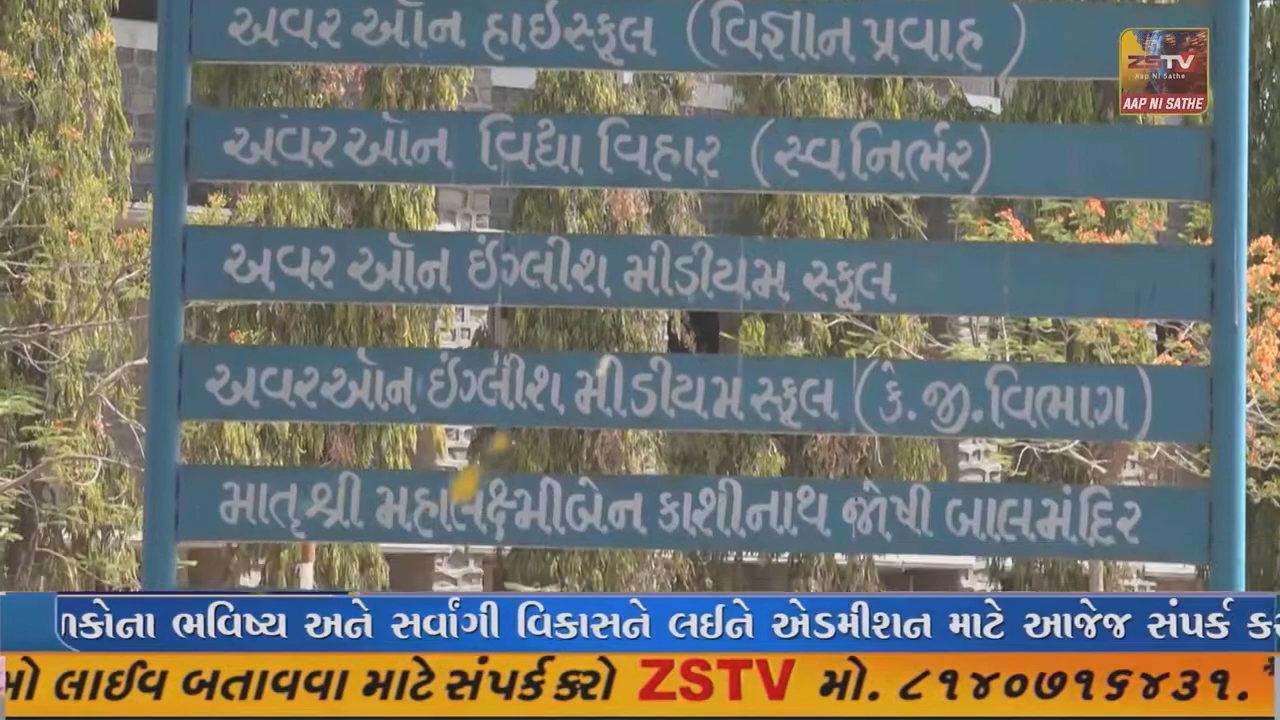 અવર ઑન હાઈસ્કૂલ (વિજ્ઞાન પ્રવાહ)
ZSTV
Aap Ni Sathe
AAP NI SATHE
અવર ઑન વિદ્યા વિહાર (સ્વનિર્ભર)
અવર ઑન ઇંગ્લીશ મીડીયમ સ્કૂલ
અવરઑન ઇંગ્લીશ મીડીયમ સ્કૂલ (કે.જી.વિભાગ)
માતૃશ્રી મહાલક્ષ્મીબેન કાશીનાથ જોષી બાલમંદિર
ભવિષ્ય અને સર્વાંગી વિકાસને લઈને એડમીશન માટે આજેજ સંપર્ક
લાઈવ બતાવવા માટે સંપર્ક કરો ZSTV મો. ૮૧૪૦૭૧૬૪૩૧.